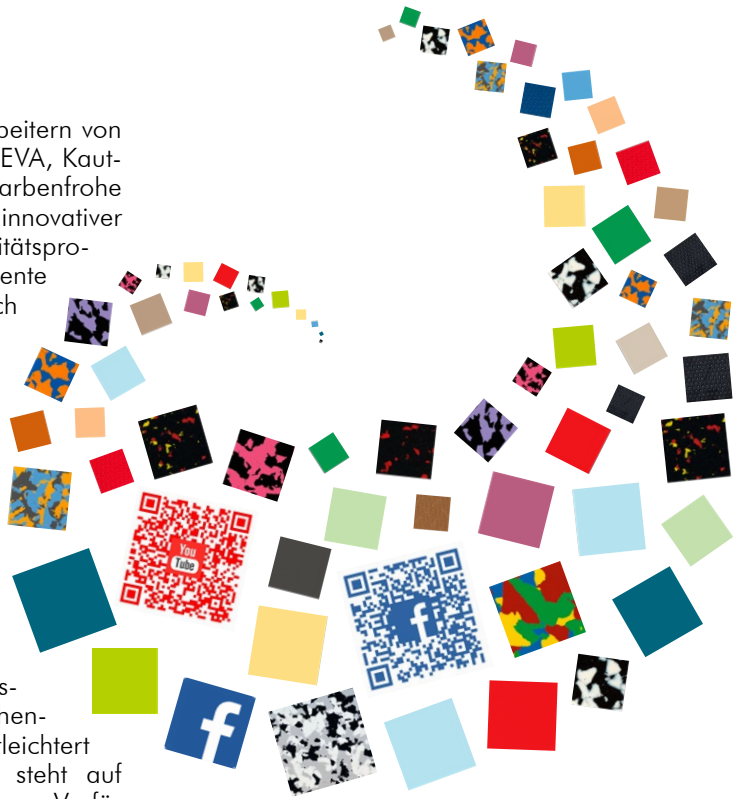 beitern von
EVA, Kaut-
arbenfrohe
innovativer
itätspro-
ente
ch
You
Tube
f
f
s-
nen-
leichtert
steht auf